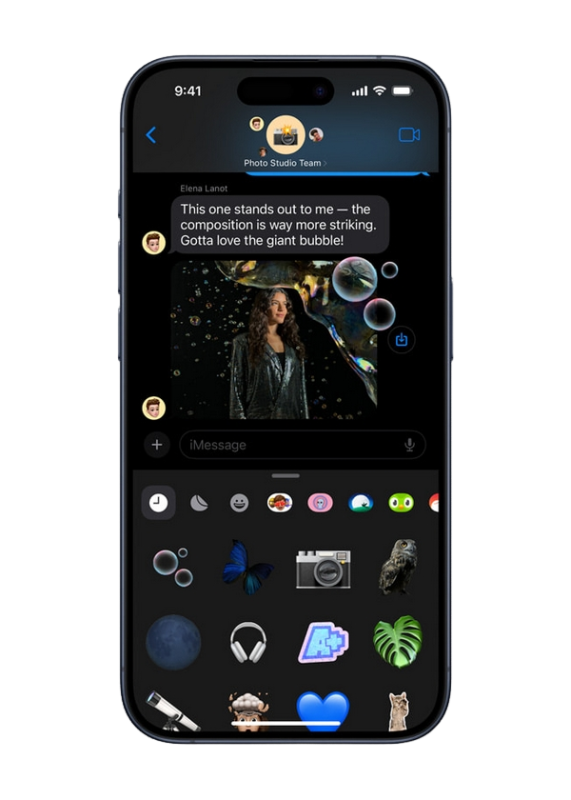 9:41
Photo Studio Team
Elena Lanot
This one stands out to me — the
composition is way more striking.
Gotta love the giant bubble!
iMessage
A+